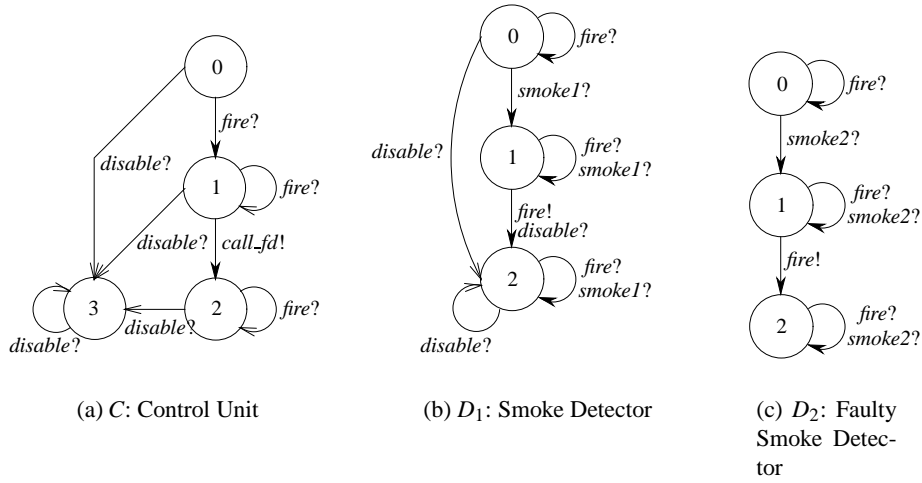 0
fire?
disable?
1
fire?
disable?
call_fd!
3
disable?
2
fire?
disable?
(a) C: Control Unit
0
fire?
smoke1?
disable?
1
fire?
smoke1?
fire!
disable?
2
fire?
smoke1?
disable?
(b) D1: Smoke Detector
0
fire?
smoke2?
1
fire?
smoke2?
fire!
2
fire?
smoke2?
(c) D2: Faulty
Smoke Detec-
tor